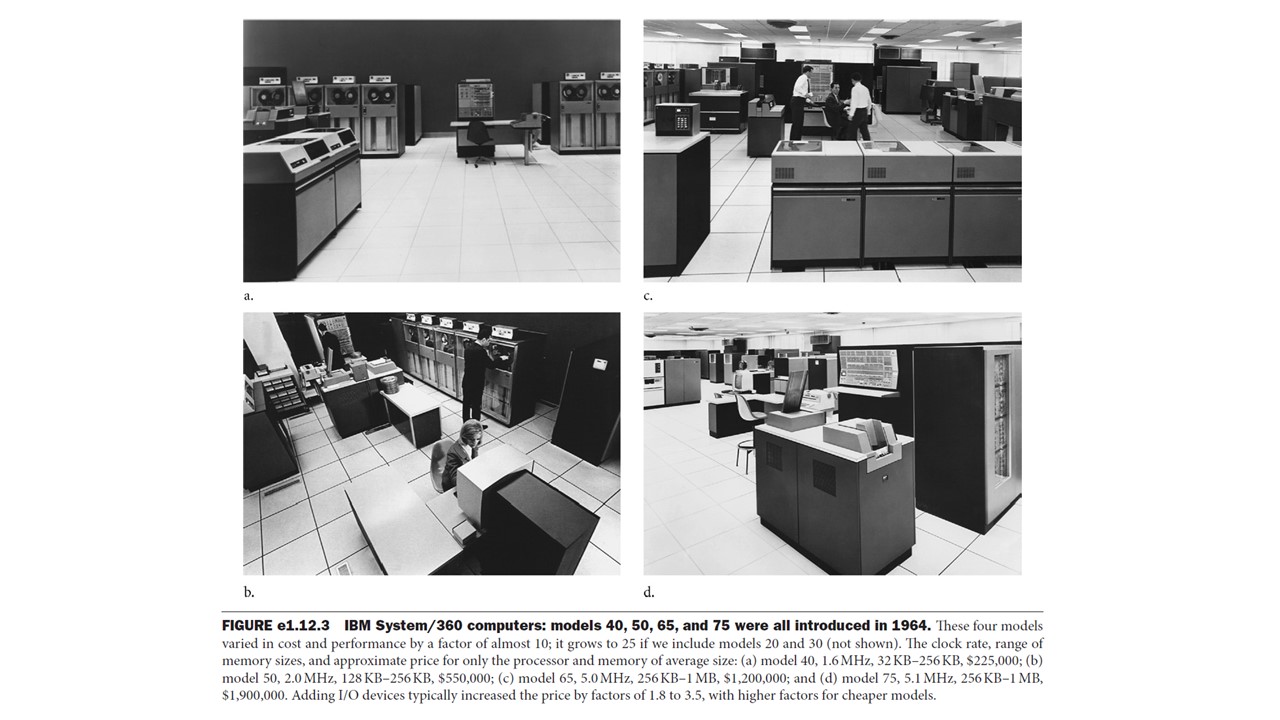 a.
c.
b.
d.
FIGURE e1.12.3 IBM System/360 computers: models 40, 50, 65, and 75 were all introduced in 1964. These four models
varied in cost and performance by a factor of almost 10; it grows to 25 if we include models 20 and 30 (not shown). The clock rate, range of
memory sizes, and approximate price for only the processor and memory of average size: (a) model 40, 1.6 MHz, 32 KB–256 KB, $225,000; (b)
model 50, 2.0 MHz, 128 KB–256 KB, $550,000; (c) model 65, 5.0 MHz, 256 KB–1 MB, $1,200,000; and (d) model 75, 5.1 MHz, 256 KB–1 MB,
$1,900,000. Adding I/O devices typically increased the price by factors of 1.8 to 3.5, with higher factors for cheaper models.